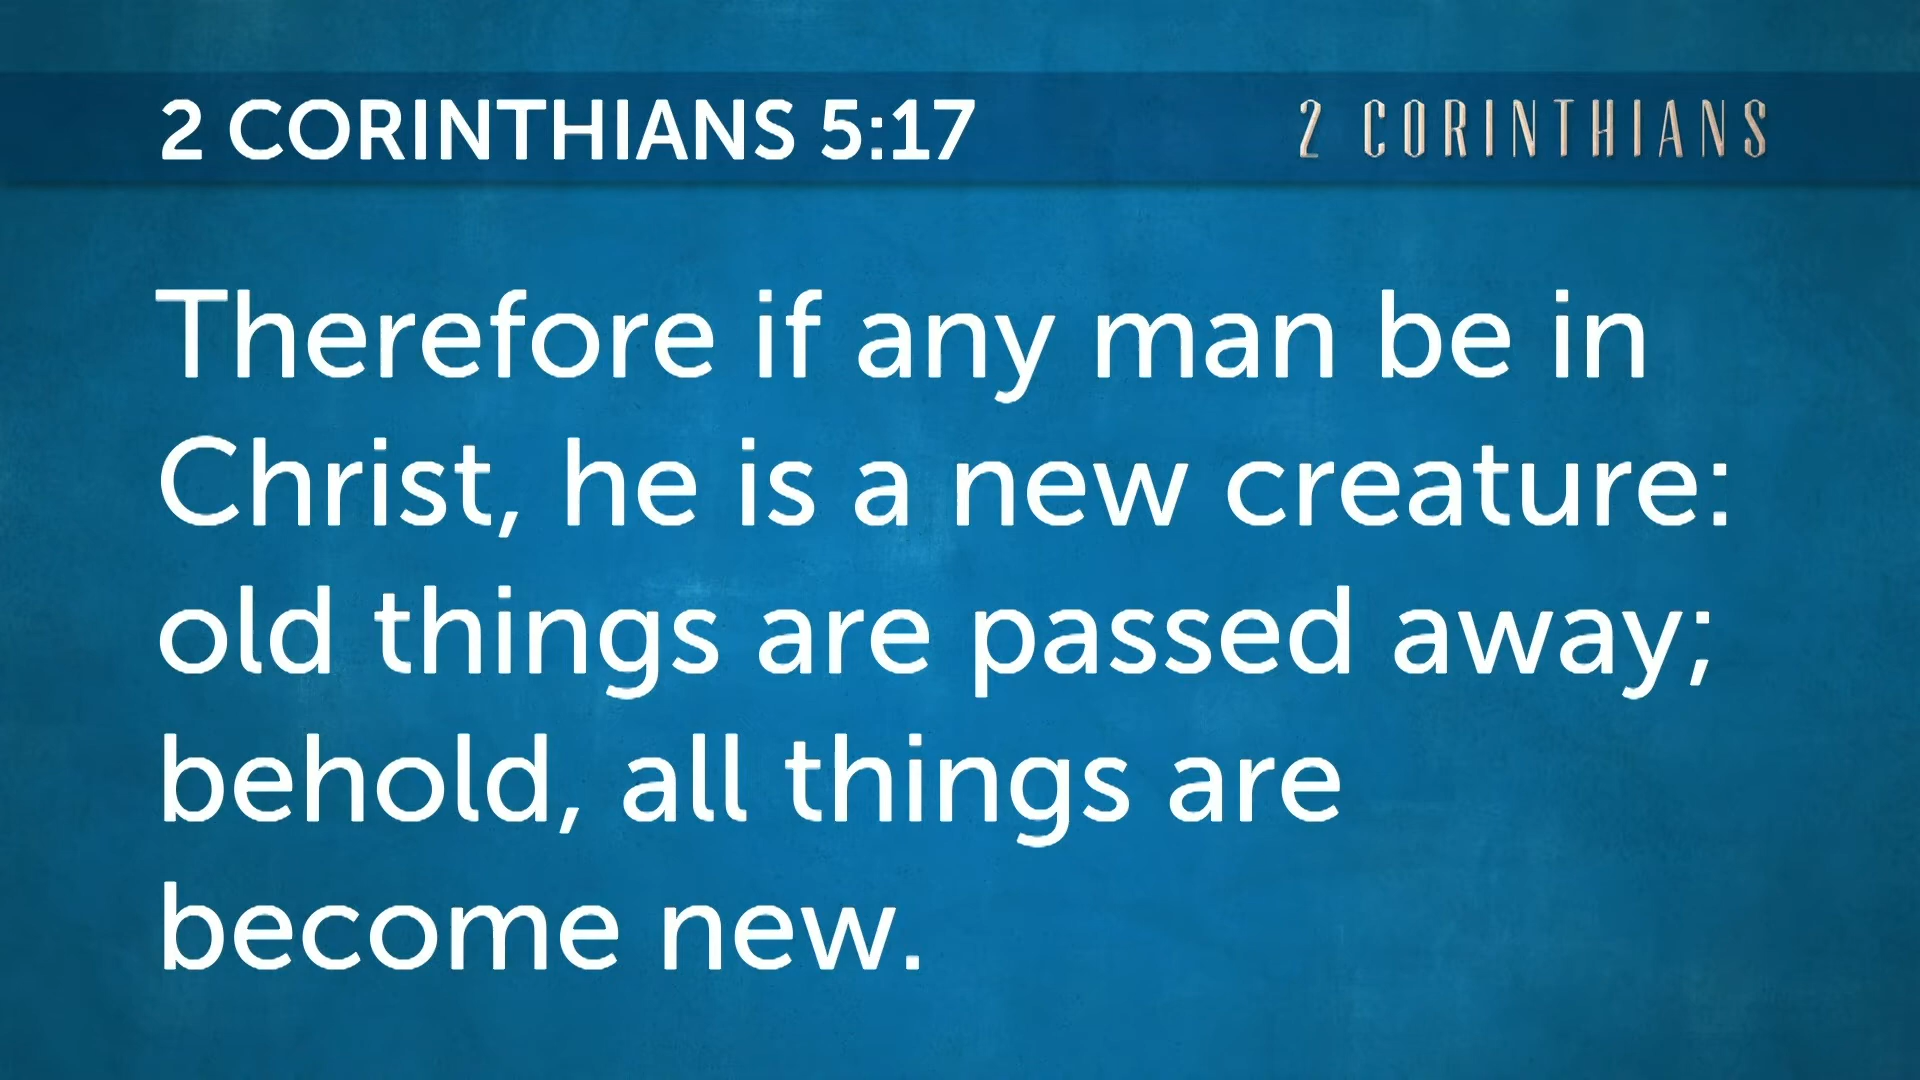 2 CORINTHIANS 5:17
2 CORINTHIANS
Therefore if any man be in
Christ, he is a new creature:
old things are passed away;
behold, all things are
become new.